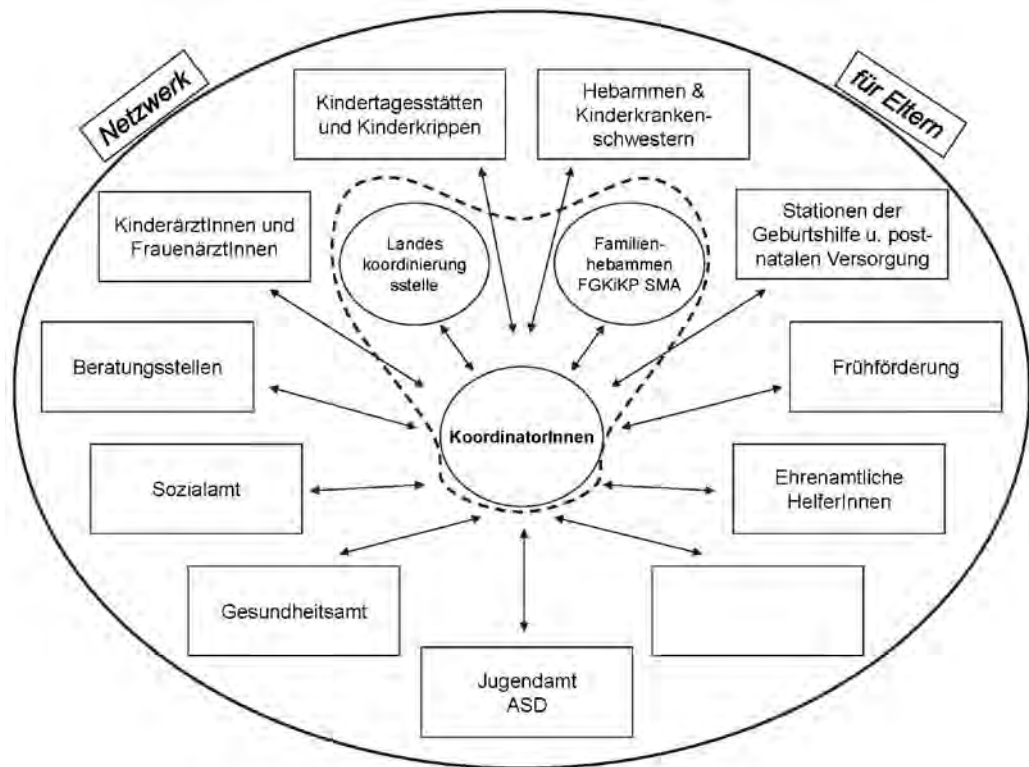 Netzwerk
für Eltern
Kindertagesstätten
und Kinderkrippen
Hebammen &
Kinderkranken-
schwestern
KinderärztInnen und
FrauenärztInnen
Landes
koordinierung
sstelle
Familien-
hebammen
FGKiKP SMA
Stationen der
Geburtshilfe u. post-
natalen Versorgung
Beratungsstellen
KoordinatorInnen
Frühförderung
Sozialamt
Ehrenamtliche
HelferInnen
Gesundheitsamt
Jugendamt
ASD